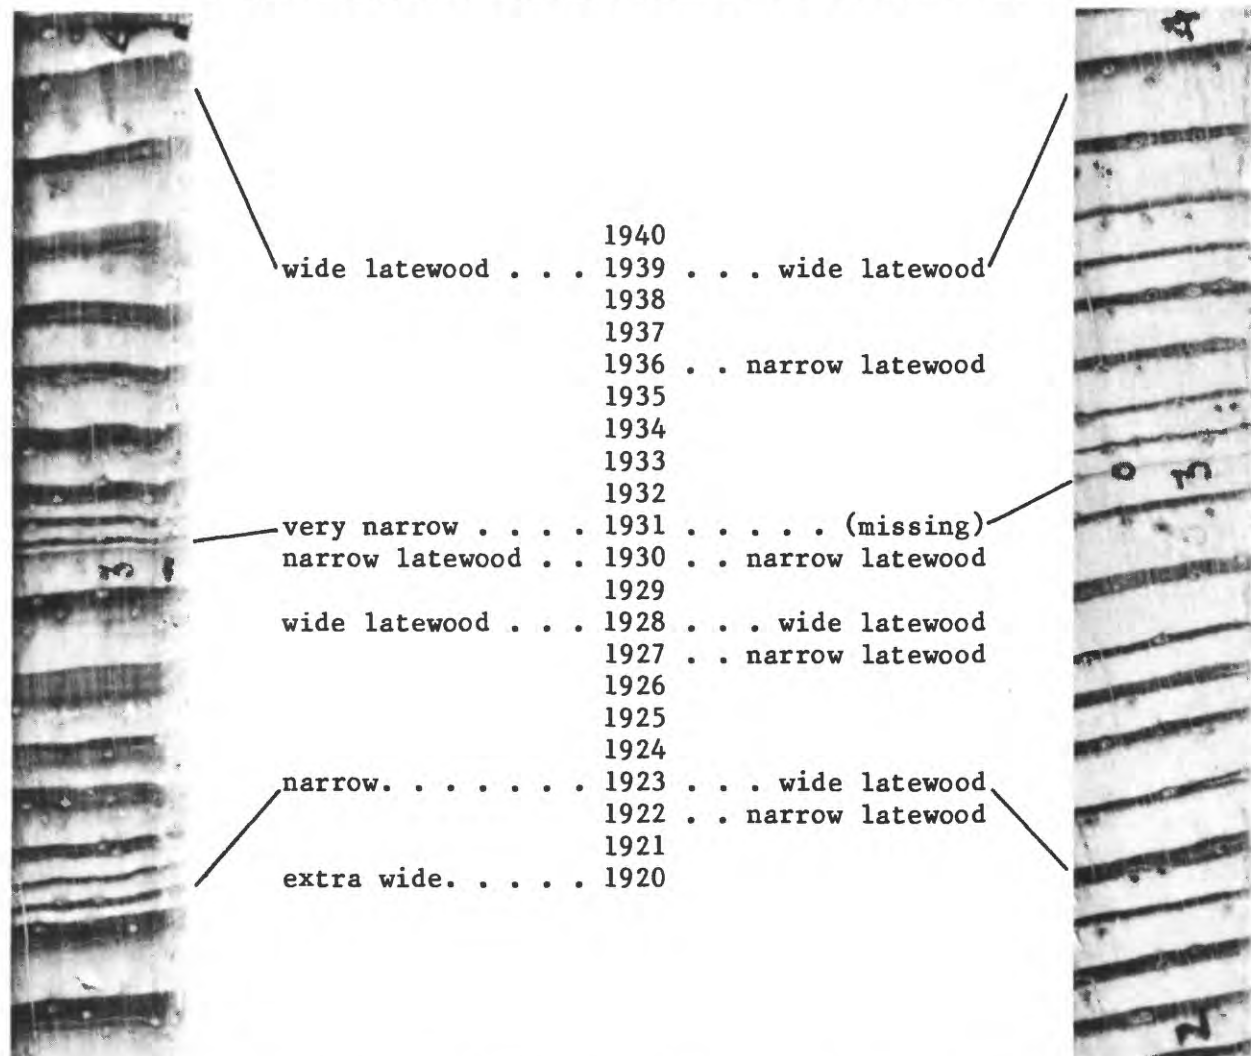 1940
wide latewood . . . 1939 . . . wide latewood
1938
1937
1936 . . narrow latewood
1935
1934
1933
1932
very narrow . . . . 1931 . . . . . (missing)
narrow latewood . . 1930 . . narrow latewood
1929
wide latewood . . . 1928 . . . wide latewood
1927 . . narrow latewood
1926
1925
1924
narrow. . . . . . . 1923 . . . wide latewood
1922 . . narrow latewood
1921
extra wide. . . . . 1920